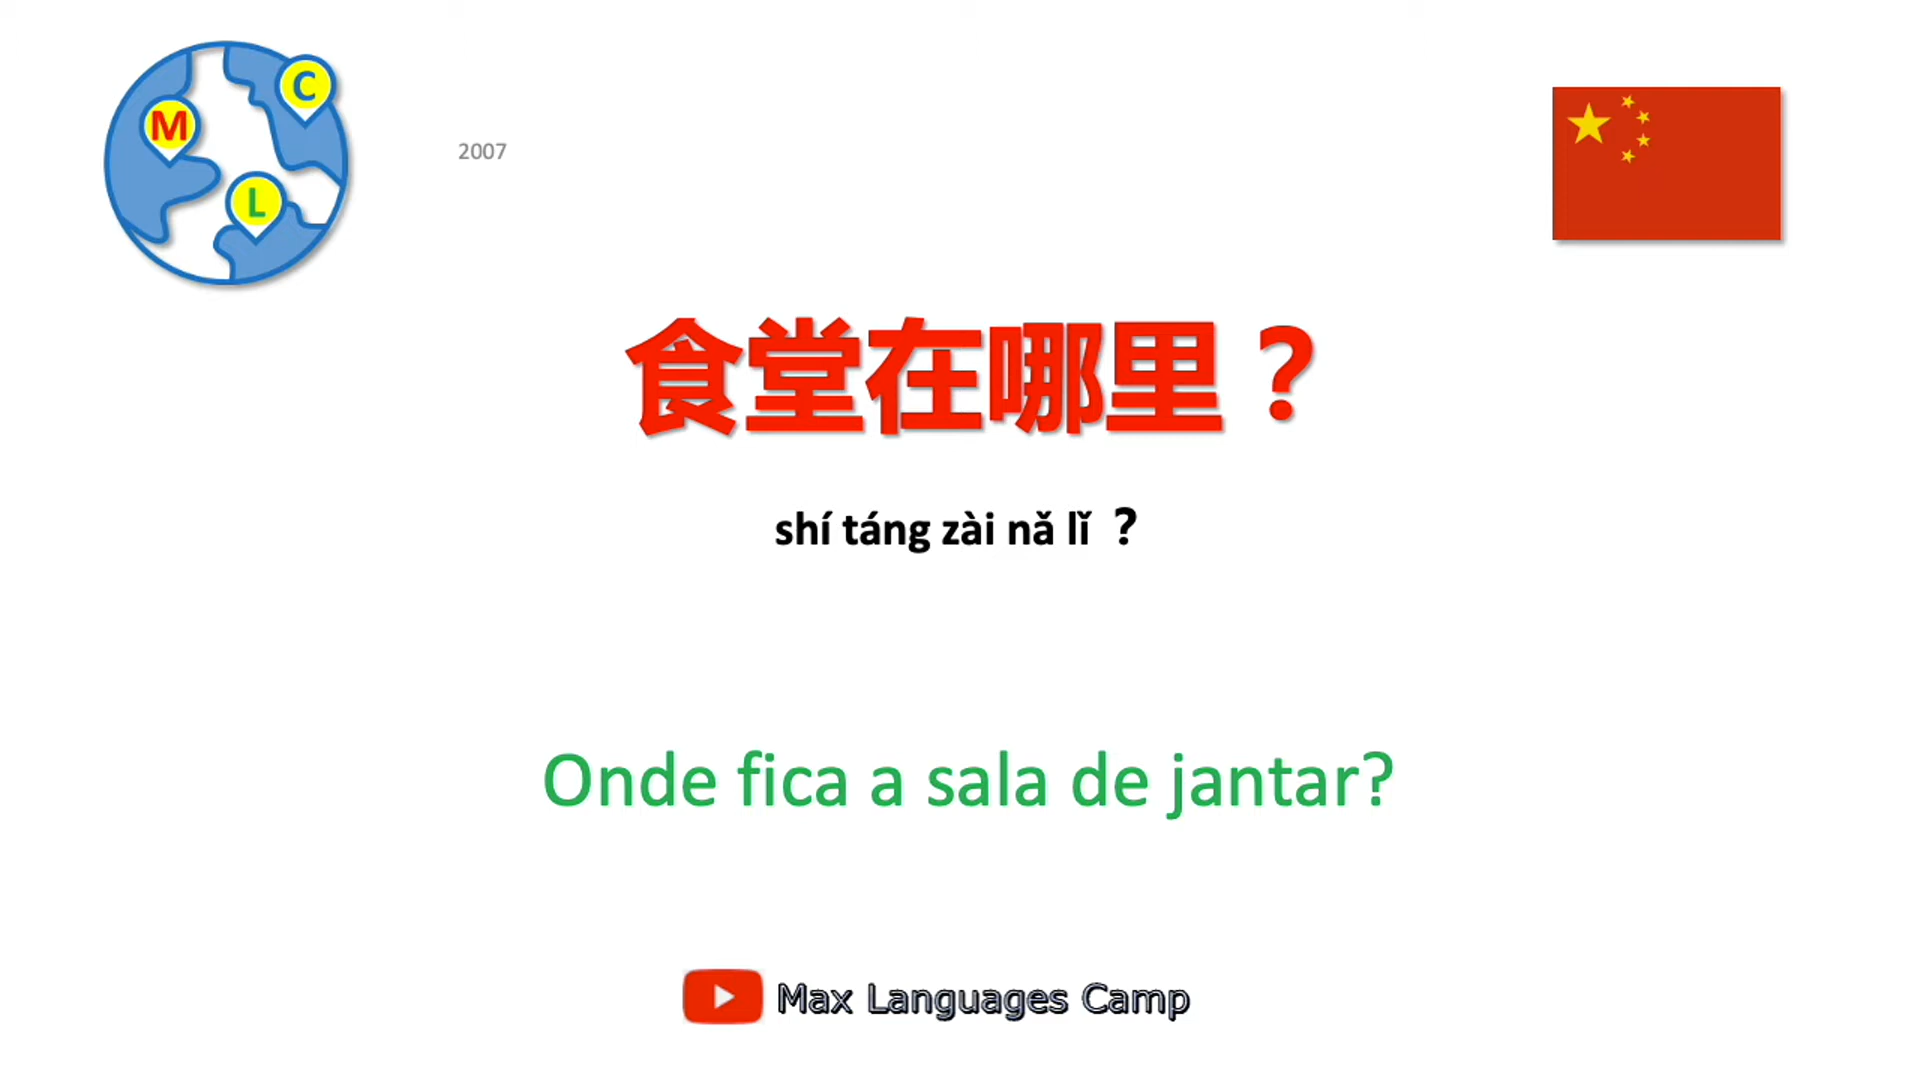 M
C
L
2007
食堂在哪里？
shí táng zài nǎ lǐ ？
Onde fica a sala de jantar?
Max Languages Camp